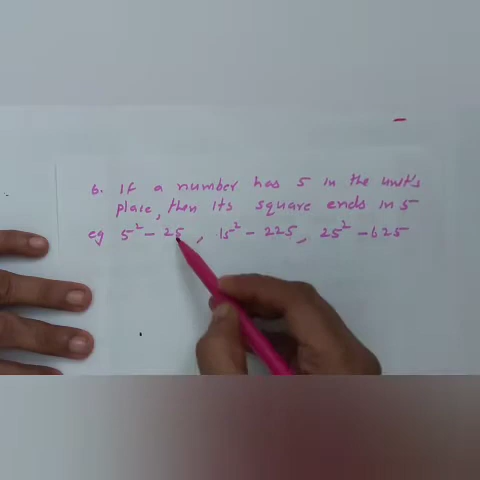 6. If a number has 5 in the unit's
place, then its square ends in 5
eg 5² - 25, 15² - 225, 25² - 625